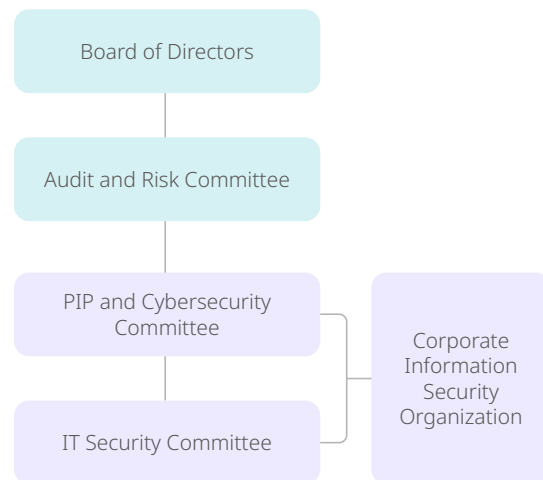 Board of Directors
Audit and Risk Committee
PIP and Cybersecurity
Committee
IT Security Committee
Corporate
Information
Security
Organization